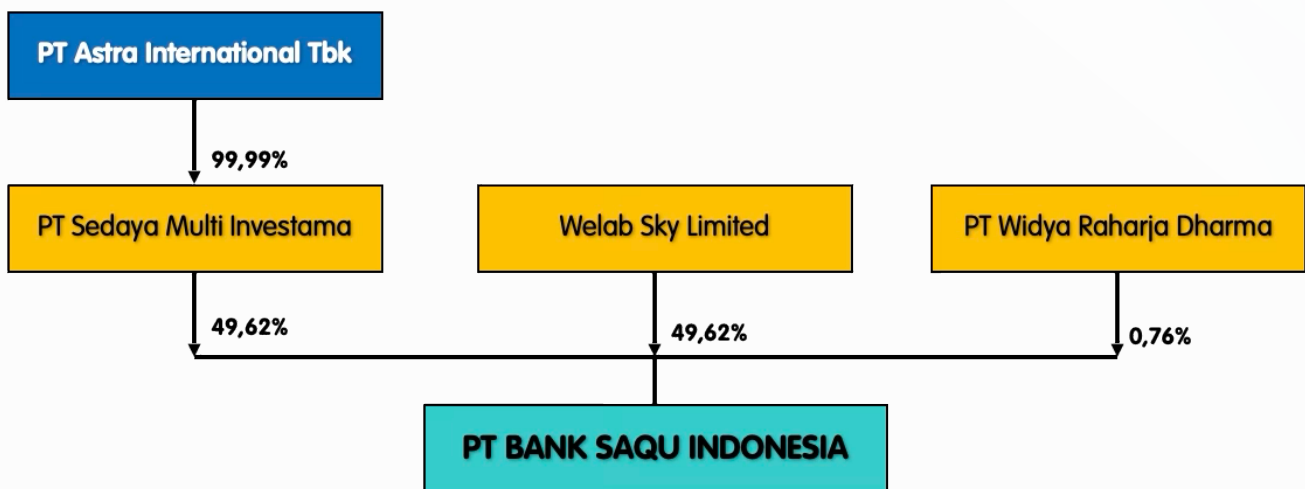 PT Astra International Tbk
99,99%
PT Sedaya Multi Investama
Welab Sky Limited
PT Widya Raharja Dharma
49,62%
49,62%
0,76%
PT BANK SAQU INDONESIA